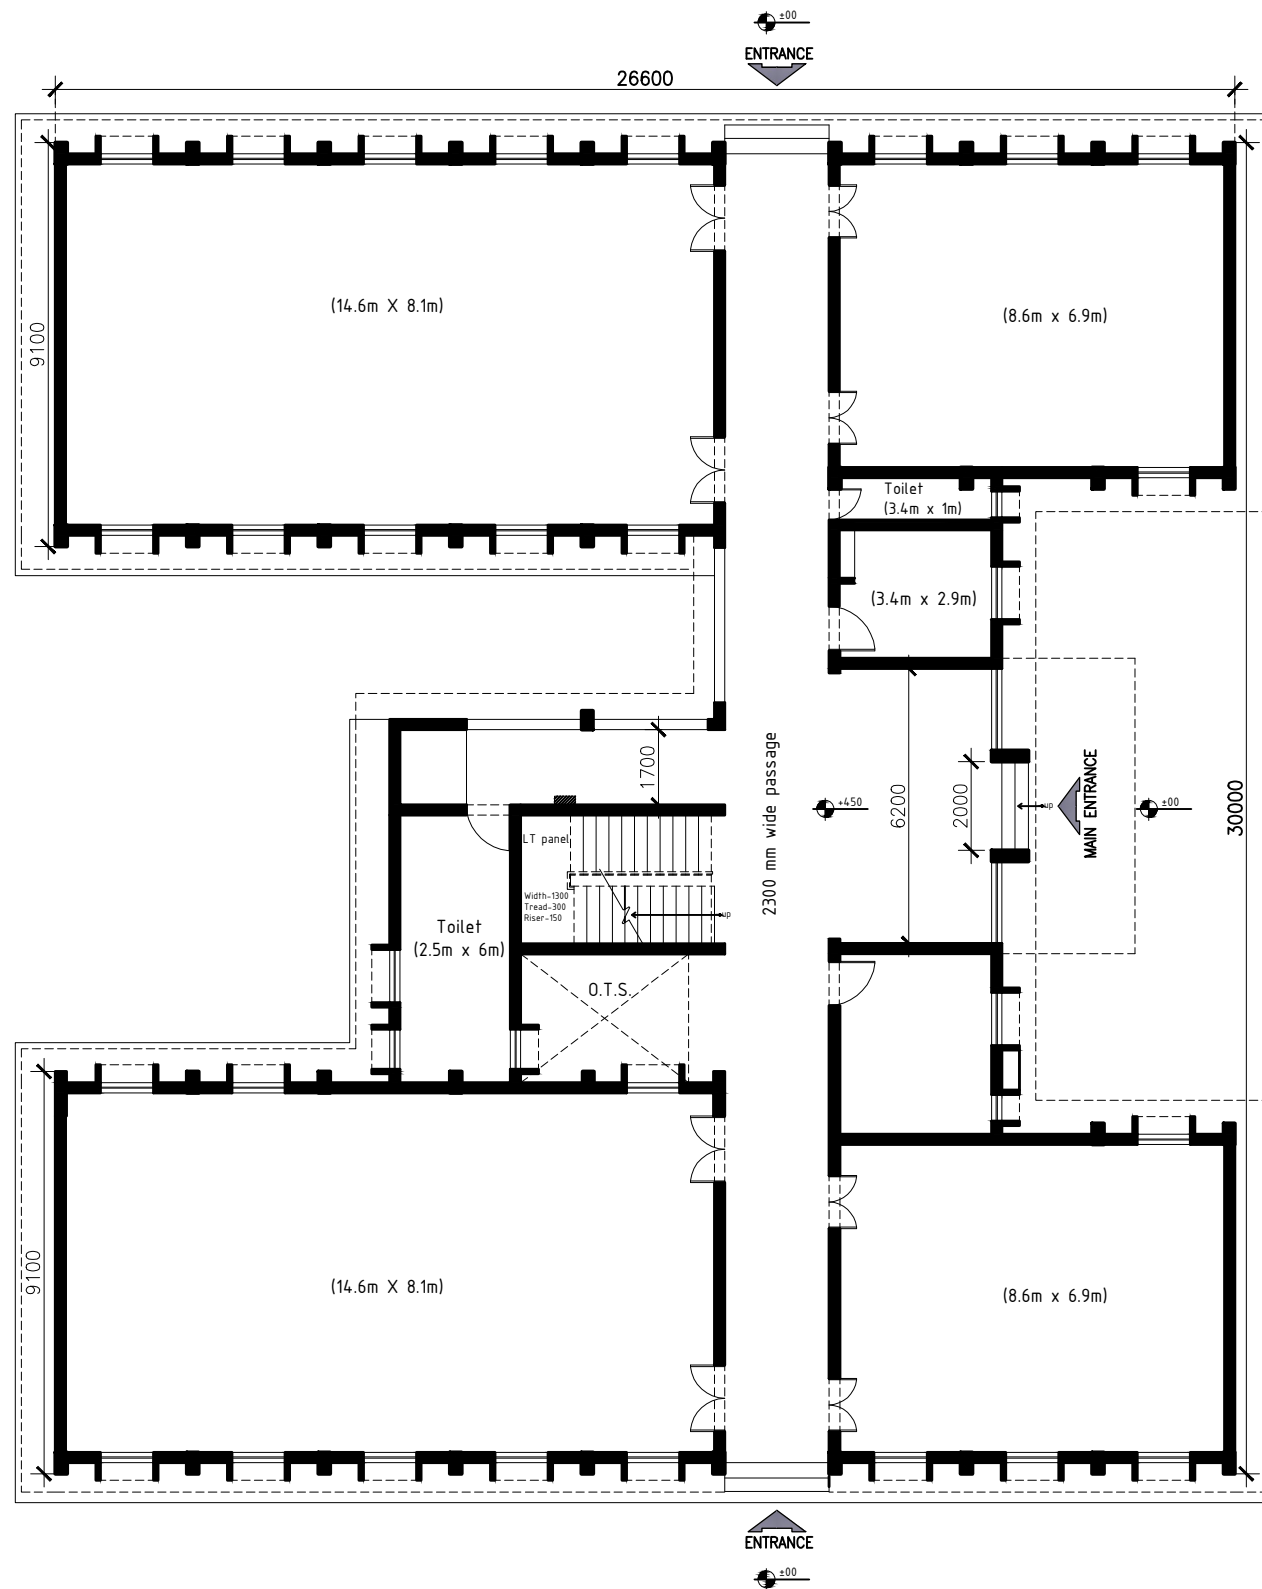 ±00
ENTRANCE
26600
9100
(14.6m X 8.1m)
(8.6m x 6.9m)
Toilet
(3.4m x 1m)
(3.4m x 2.9m)
1700
2300 mm wide passage
+450
6200
2000
up
MAIN ENTRANCE
±00
30000
LT panel
Width-1300
Tread-300
Riser-150
up
Toilet
(2.5m x 6m)
O.T.S.
9100
(14.6m X 8.1m)
(8.6m x 6.9m)
ENTRANCE
±00